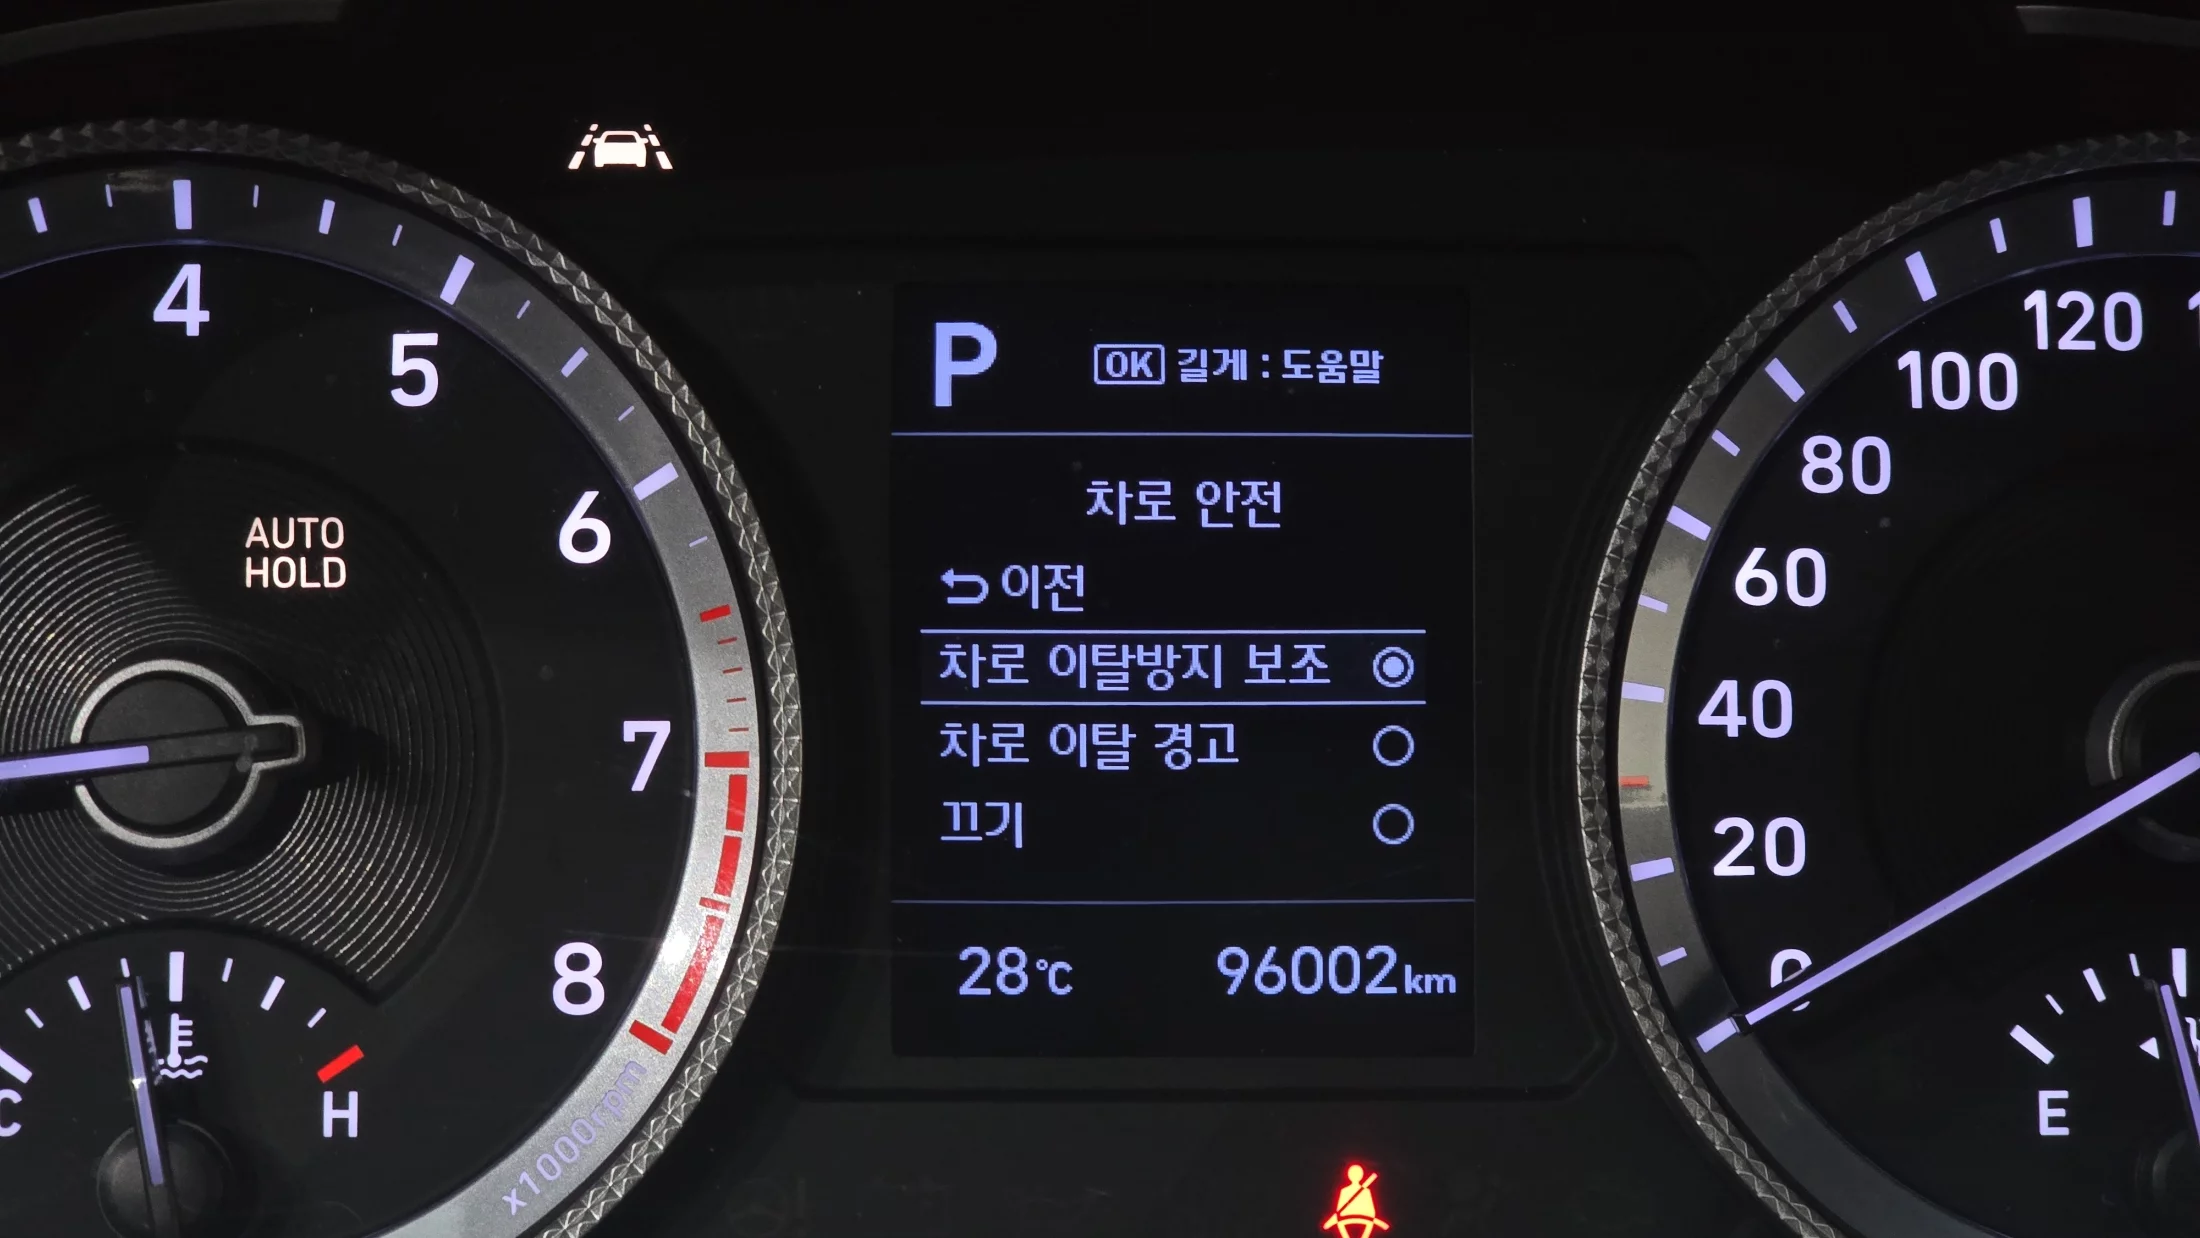 4
5
6
7
8
AUTO
HOLD
x1000rpm
C
H
P
OK 길게 : 도움말
차로 안전
이전
차로 이탈방지 보조
차로 이탈 경고
끄기
28℃
96002km
120
100
80
60
40
20
0
E